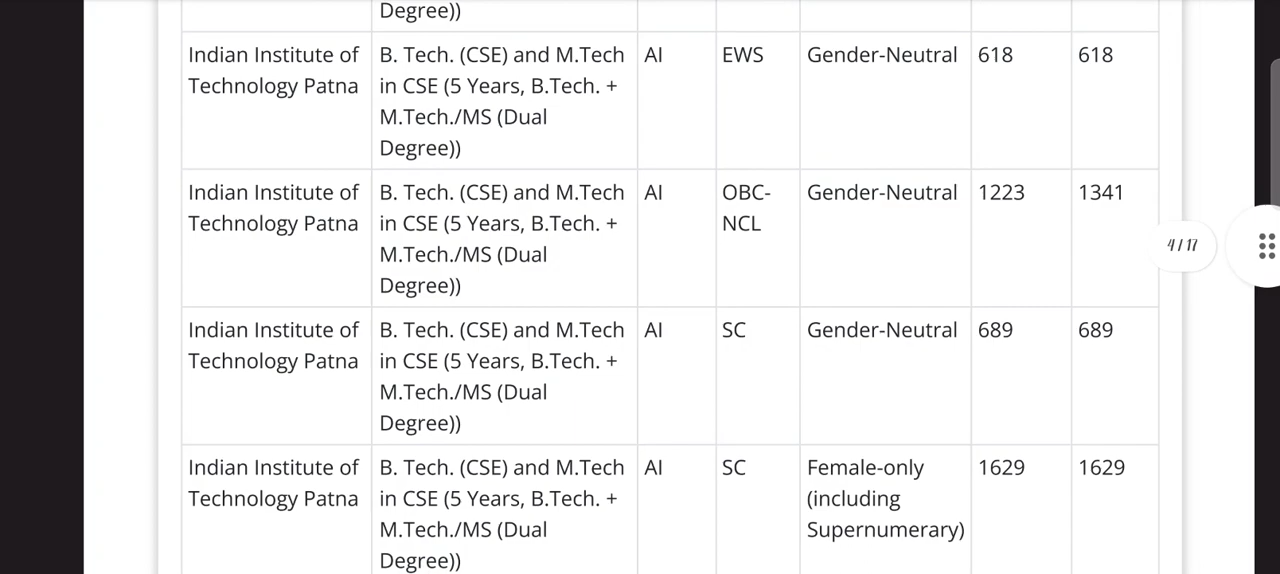 Degree))
Indian Institute of Technology Patna B. Tech. (CSE) and M.Tech in CSE (5 Years, B.Tech. + M.Tech./MS (Dual Degree)) AI EWS Gender-Neutral 618 618
Indian Institute of Technology Patna B. Tech. (CSE) and M.Tech in CSE (5 Years, B.Tech. + M.Tech./MS (Dual Degree)) AI OBC-NCL Gender-Neutral 1223 1341
4/17
Indian Institute of Technology Patna B. Tech. (CSE) and M.Tech in CSE (5 Years, B.Tech. + M.Tech./MS (Dual Degree)) AI SC Gender-Neutral 689 689
Indian Institute of Technology Patna B. Tech. (CSE) and M.Tech in CSE (5 Years, B.Tech. + M.Tech./MS (Dual Degree)) AI SC Female-only (including Supernumerary) 1629 1629